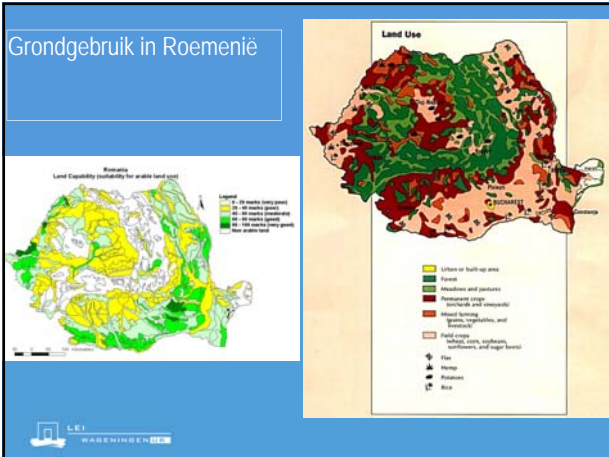 Grondgebruik in Roemenië
Romania
Land Capability (suitability for arable land use)
Legend
0 - 20 marks (very poor)
20 - 40 marks (poor)
40 - 60 marks (moderate)
60 - 80 marks (good)
80 - 100 marks (very good)
Non arable land
Land Use
Ploiesti
BUCHAREST
Constanta
Urban or built-up area
Forest
Meadows and pastures
Permanent crops
(orchards and vineyards)
Mixed farming
(grains, vegetables, and
livestock)
Field crops
(wheat, corn, soybeans,
sunflowers, and sugar beets)
Flax
Hemp
Potatoes
Rice
LEI
WAGENINGEN UR